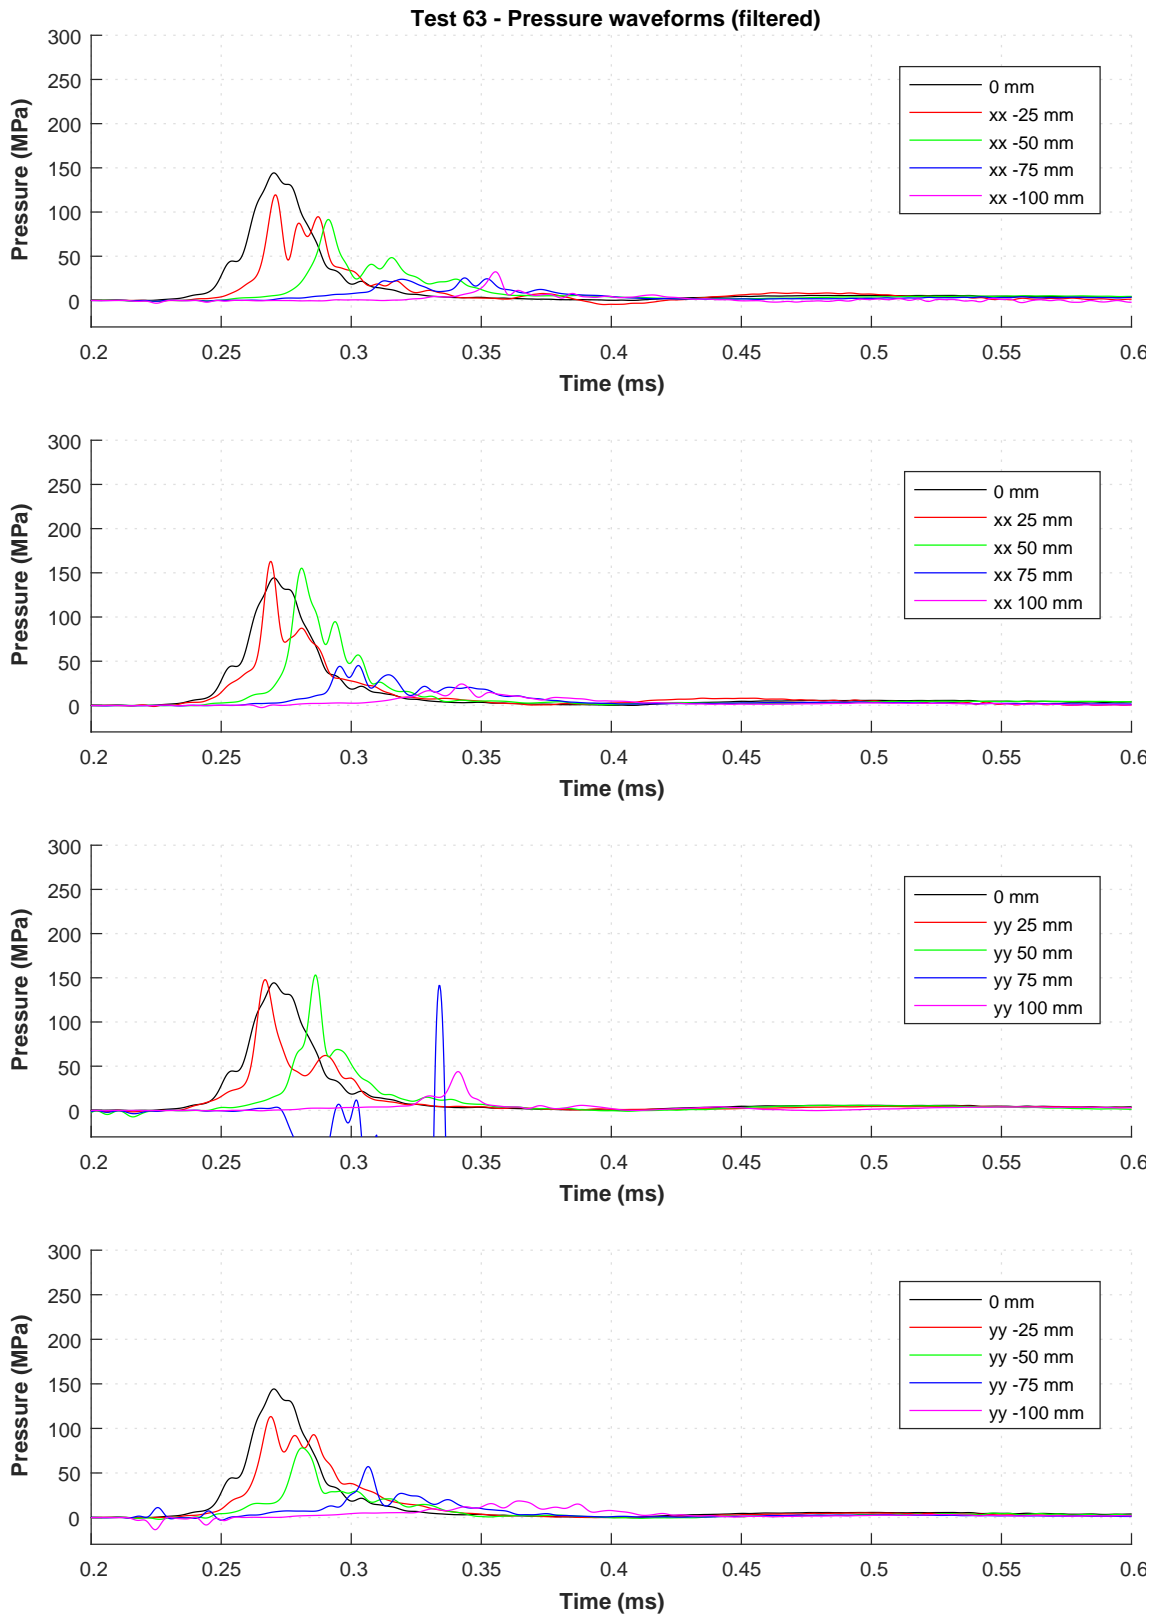 Test 63 - Pressure waveforms (filtered)
300
250
200
150
100
50
0
Pressure (MPa)
0 mm
xx -25 mm
xx -50 mm
xx -75 mm
xx -100 mm
0.2 0.25 0.3 0.35 0.4 0.45 0.5 0.55 0.6
Time (ms)
300
250
200
150
100
50
0
Pressure (MPa)
0 mm
xx 25 mm
xx 50 mm
xx 75 mm
xx 100 mm
0.2 0.25 0.3 0.35 0.4 0.45 0.5 0.55 0.6
Time (ms)
300
250
200
150
100
50
0
Pressure (MPa)
0 mm
yy 25 mm
yy 50 mm
yy 75 mm
yy 100 mm
0.2 0.25 0.3 0.35 0.4 0.45 0.5 0.55 0.6
Time (ms)
300
250
200
150
100
50
0
Pressure (MPa)
0 mm
yy -25 mm
yy -50 mm
yy -75 mm
yy -100 mm
0.2 0.25 0.3 0.35 0.4 0.45 0.5 0.55 0.6
Time (ms)